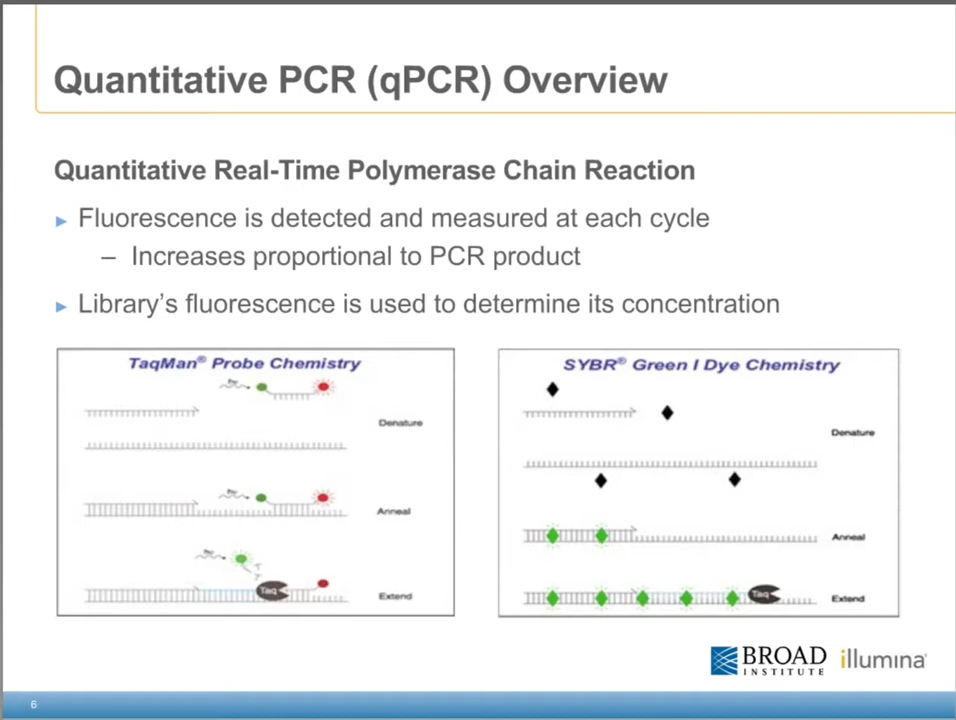 Quantitative PCR (qPCR) Overview
Quantitative Real-Time Polymerase Chain Reaction
► Fluorescence is detected and measured at each cycle
– Increases proportional to PCR product
► Library’s fluorescence is used to determine its concentration
TaqMan® Probe Chemistry
Denature
Anneal
Taq
Extend
SYBR® Green I Dye Chemistry
Denature
Anneal
Taq
Extend
BROAD
INSTITUTE
illumina®
6